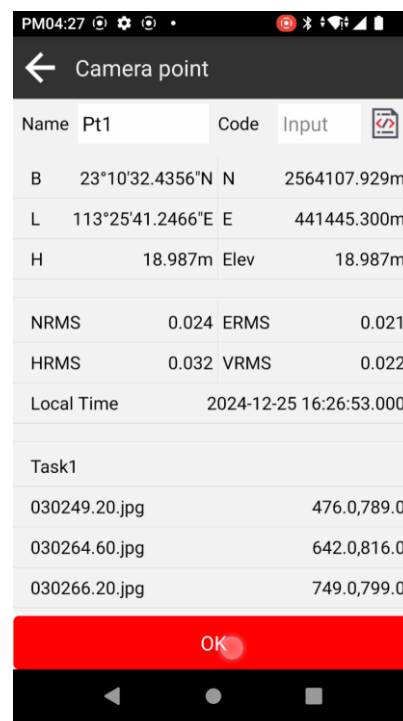 PM04:27
Camera point
Name Pt1 Code Input
B 23°10'32.4356"N N 2564107.929m
L 113°25'41.2466"E E 441445.300m
H 18.987m Elev 18.987m
NRMS 0.024 ERMS 0.021
HRMS 0.032 VRMS 0.022
Local Time 2024-12-25 16:26:53.000
Task1
030249.20.jpg 476.0,789.0
030264.60.jpg 642.0,816.0
030266.20.jpg 749.0,799.0
OK